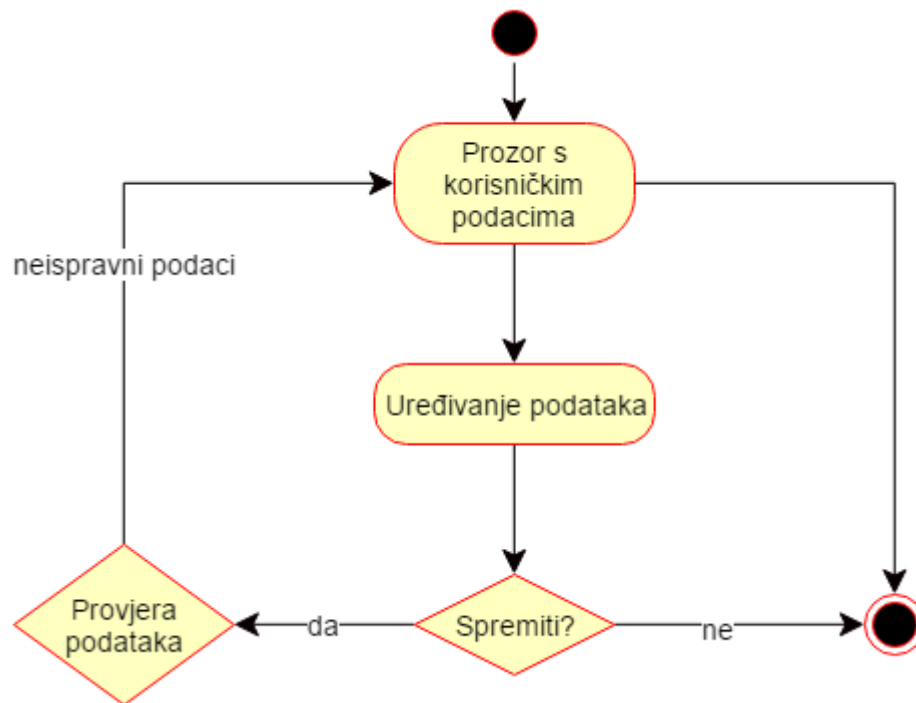 Prozor s
korisničkim
podacima
neispravni podaci
Uređivanje podataka
Provjera
podataka
da
Spremiti?
ne